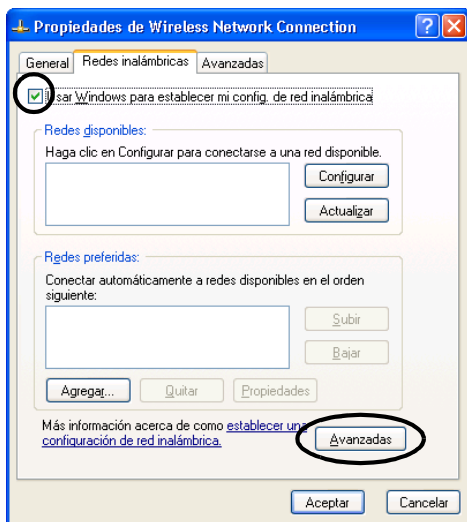 Propiedades de Wireless Network Connection
General Redes inalámbricas Avanzadas
sar Windows para establecer mi config. de red inalámbrica
Redes disponibles:
Haga clic en Configurar para conectarse a una red disponible.
Configurar
Actualizar
Redes preferidas:
Conectar automáticamente a redes disponibles en el orden
siguiente:
Subir
Bajar
Agregar... Quitar Propiedades
Más información acerca de como establecer una
configuración de red inalámbrica.
Avanzadas
Aceptar Cancelar